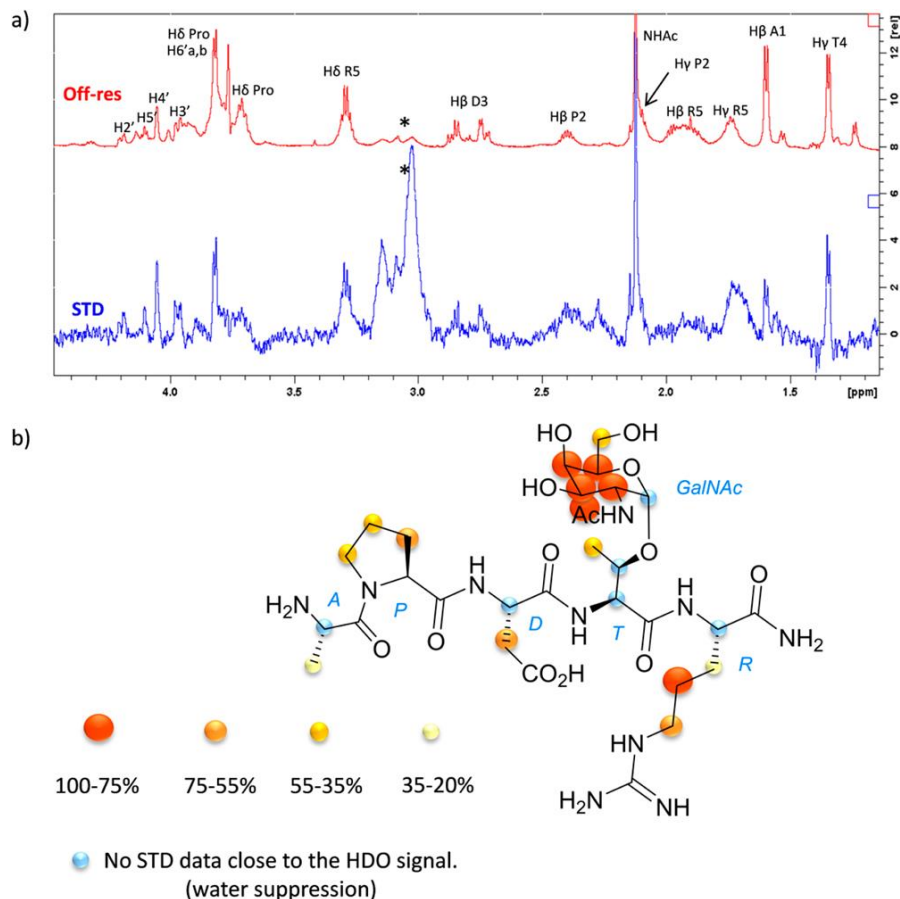 a)
Off-res
STD
H2'
H5'
H4'
H3'
Hδ Pro
H6'a,b
Hδ Pro
Hδ R5
*
*
Hβ D3
Hβ P2
NHAc
Hγ P2
Hβ R5
Hγ R5
Hβ A1
Hγ T4
[rel]
12
10
8
6
4
2
0
4.0
3.5
3.0
2.5
2.0
1.5
[ppm]
b)
HO
OH
O
HO
AcHN
GalNAc
O
H2N
A
O
N
P
O
H
N
D
CO2H
O
N
H
T
O
H
N
R
O
NH2
HN
H2N
NH
100-75%
75-55%
55-35%
35-20%
No STD data close to the HDO signal.
(water suppression)